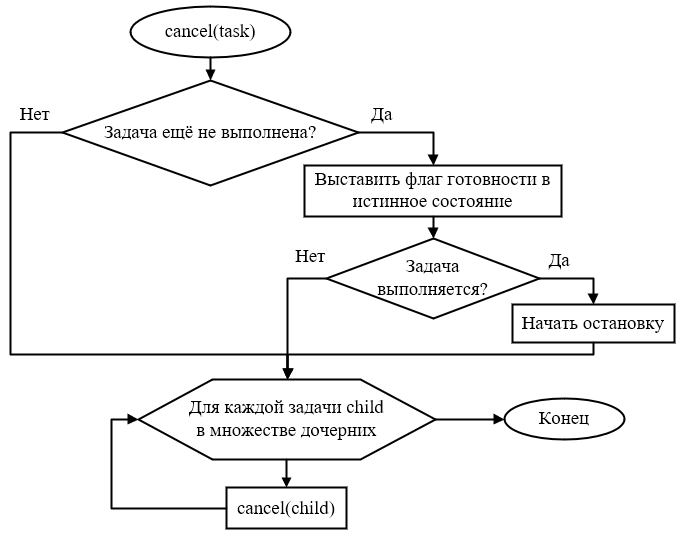 cancel(task)
Нет
Да
Задача ещё не выполнена?
Выставить флаг готовности в
истинное состояние
Нет
Да
Задача
выполняется?
Начать остановку
Для каждой задачи child
в множестве дочерних
Конец
cancel(child)